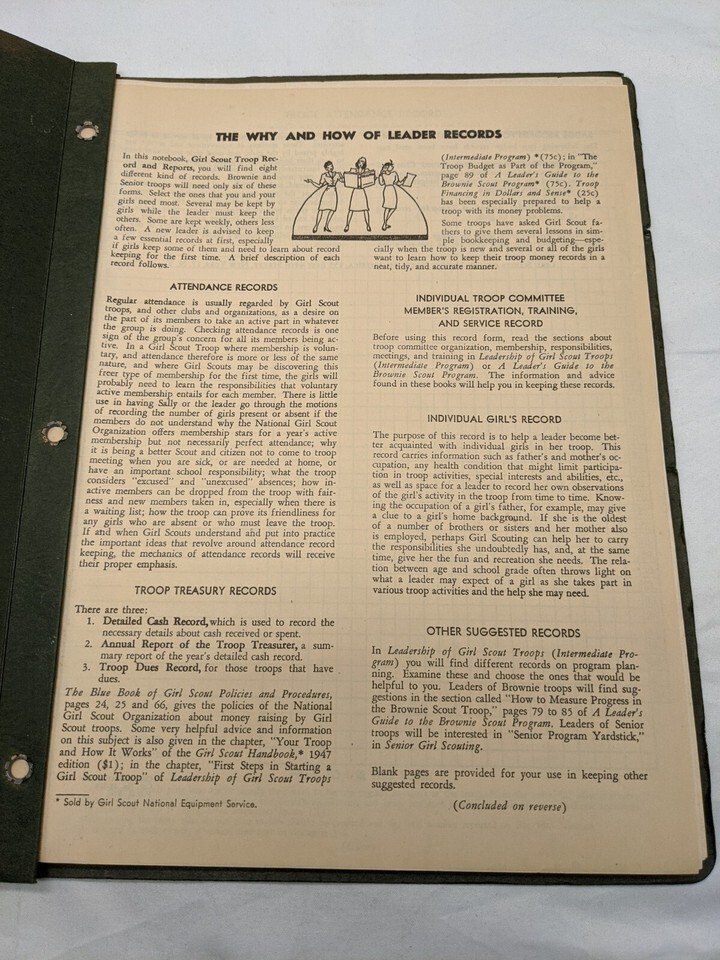 THE WHY AND HOW OF LEADER RECORDS
In this notebook, Girl Scout Troop Rec-
ord and Reports, you will find eight
different kind of records. Brownie and
Senior troops will need only six of these
forms. Select the ones that you and your
girls need most. Several may be kept by
girls while the leader must keep the
others. Some are kept weekly, others less
often. A new leader is advised to keep
a few essential records at first, especially
if girls keep some of them and need to learn about record
keeping for the first time. A brief description of each
record follows.
ATTENDANCE RECORDS
Regular attendance is usually regarded by Girl Scout
troops, and other clubs and organizations, as a desire on
the part of its members to take an active part in whatever
the group is doing. Checking attendance records is one
sign of the group's concern for all its members being ac-
tive. In a Girl Scout Troop where membership is volun-
tary, and attendance therefore is more or less of the same
nature, and where Girl Scouts may be discovering this
freer type of membership for the first time, the girls will
probably need to learn the responsibilities that voluntary
active membership entails for each member. There is little
use in having Sally or the leader go through the motions
of recording the number of girls present or absent if the
members do not understand why the National Girl Scout
Organization offers membership stars for a year's active
membership but not necessarily perfect attendance; why
it is being a better Scout and citizen not to come to troop
meeting when you are sick, or are needed at home, or
have an important school responsibility; what the troop
considers "excused" and "unexcused" absences; how in-
active members can be dropped from the troop with fair-
ness and new members taken in, especially when there is
a waiting list; how the troop can prove its friendliness for
any girls who are absent or who must leave the troop.
If and when Girl Scouts understand and put into practice
the important ideas that revolve around attendance record
keeping, the mechanics of attendance records will receive
their proper emphasis.
TROOP TREASURY RECORDS
There are three:
1. Detailed Cash Record, which is used to record the
necessary details about cash received or spent.
2. Annual Report of the Troop Treasurer, a sum-
mary report of the year's detailed cash record.
3. Troop Dues Record, for those troops that have
dues.
The Blue Book of Girl Scout Policies and Procedures,
pages 24, 25 and 66, gives the policies of the National
Girl Scout Organization about money raising by Girl
Scout troops. Some very helpful advice and information
on this subject is also given in the chapter, "Your Troop
and How It Works" of the Girl Scout Handbook,* 1947
edition ($1); in the chapter, "First Steps in Starting a
Girl Scout Troop" of Leadership of Girl Scout Troops
* Sold by Girl Scout National Equipment Service.
(Intermediate Program) *(75c); in "The
Troop Budget as Part of the Program,"
page 89 of A Leader's Guide to the
Brownie Scout Program* (75c). Troop
Financing in Dollars and Sense* (25c)
has been especially prepared to help a
troop with its money problems.
Some troops have asked Girl Scout fa-
thers to give them several lessons in sim-
ple bookkeeping and budgeting—espe-
cially when the troop is new and several or all of the girls
want to learn how to keep their troop money records in a
neat, tidy, and accurate manner.
INDIVIDUAL TROOP COMMITTEE
MEMBER'S REGISTRATION, TRAINING,
AND SERVICE RECORD
Before using this record form, read the sections about
troop committee organization, membership, responsibilities,
meetings, and training in Leadership of Girl Scout Troops
(Intermediate Program) or A Leader's Guide to the
Brownie Scout Program. The information and advice
found in these books will help you in keeping these records.
INDIVIDUAL GIRL'S RECORD
The purpose of this record is to help a leader become bet-
ter acquainted with individual girls in her troop. This
record carries information such as father's and mother's oc-
cupation, any health condition that might limit participa-
tion in troop activities, special interests and abilities, etc.,
as well as space for a leader to record her own observations
of the girl's activity in the troop from time to time. Know-
ing the occupation of a girl's father, for example, may give
a clue to a girl's home background. If she is the oldest
of a number of brothers or sisters and her mother also
is employed, perhaps Girl Scouting can help her to carry
the responsibilities she undoubtedly has, and, at the same
time, give her the fun and recreation she needs. The rela-
tion between age and school grade often throws light on
what a leader may expect of a girl as she takes part in
various troop activities and the help she may need.
OTHER SUGGESTED RECORDS
In Leadership of Girl Scout Troops (Intermediate Pro-
gram) you will find different records on program plan-
ning. Examine these and choose the ones that would be
helpful to you. Leaders of Brownie troops will find sug-
gestions in the section called "How to Measure Progress in
the Brownie Scout Troop," pages 79 to 85 of A Leader's
Guide to the Brownie Scout Program. Leaders of Senior
troops will be interested in "Senior Program Yardstick,"
in Senior Girl Scouting.
Blank pages are provided for your use in keeping other
suggested records.
(Concluded on reverse)